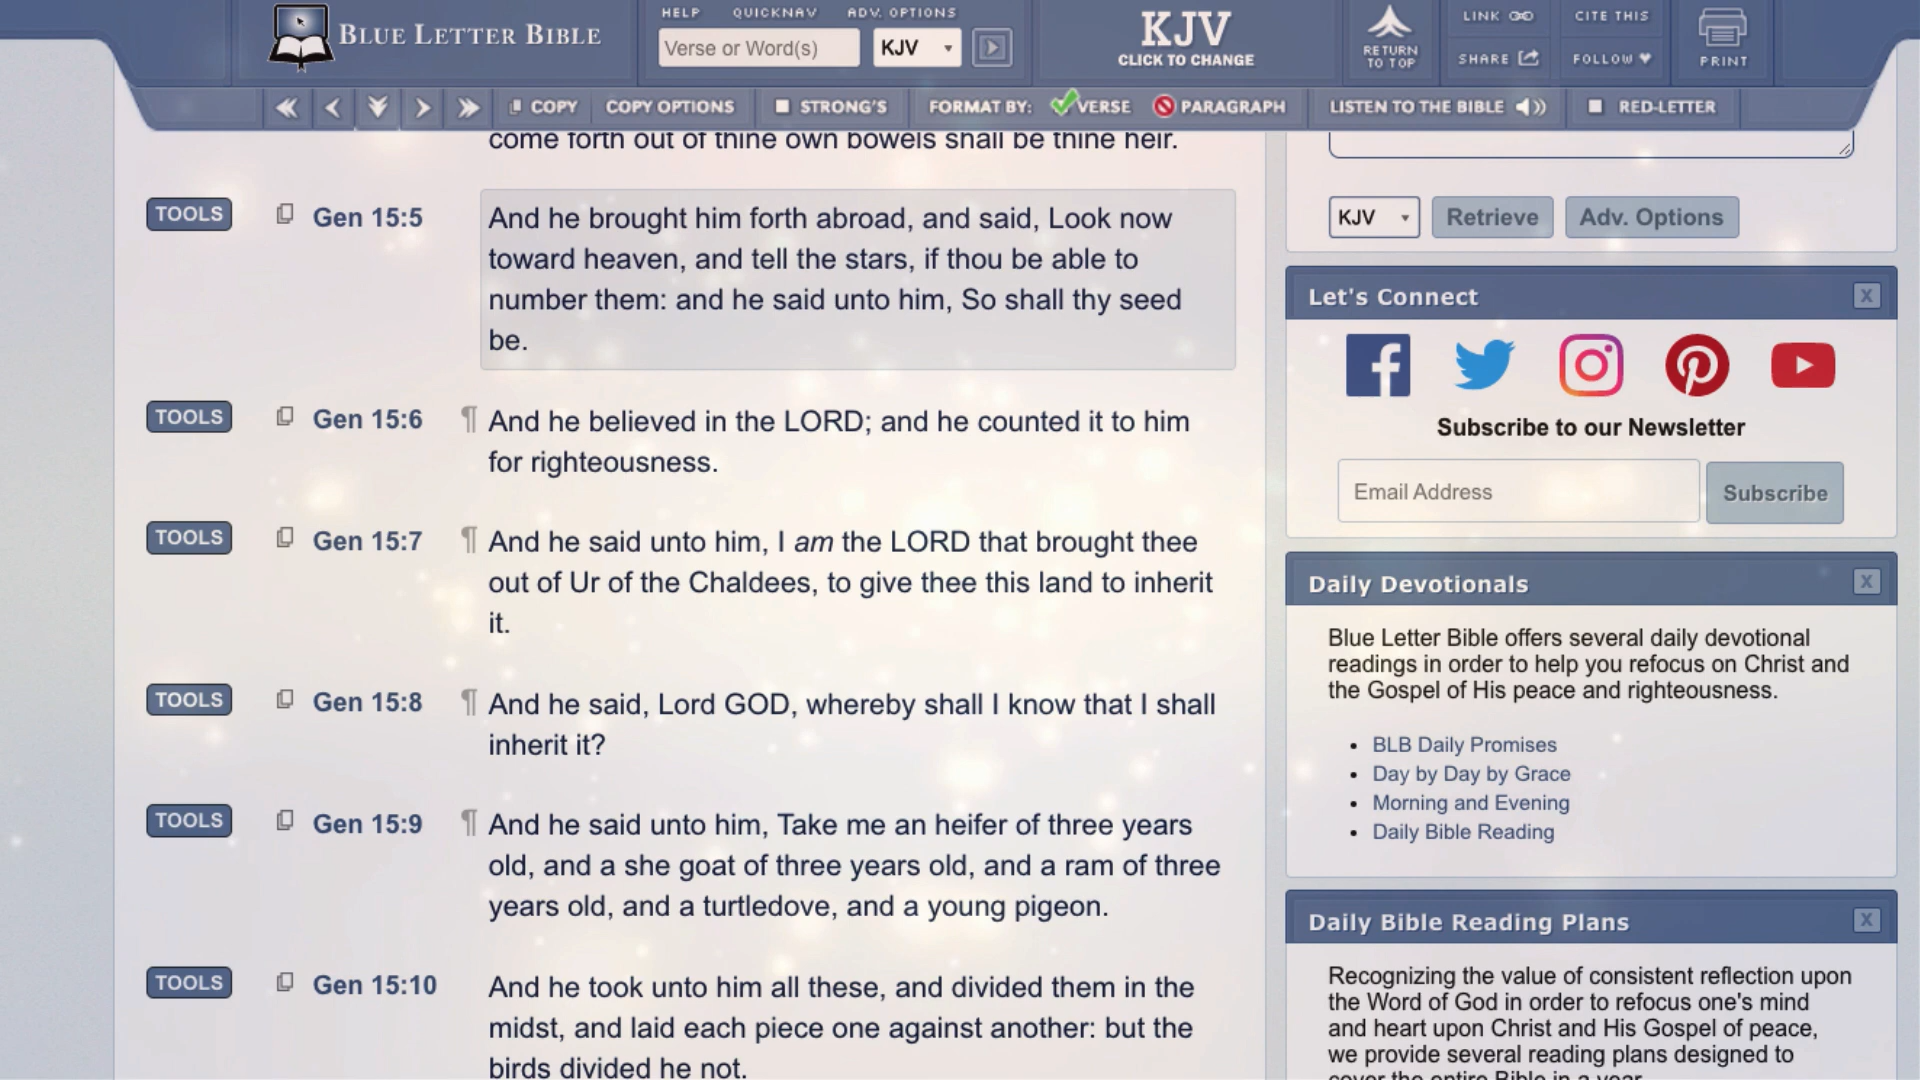 HELP QUICKNAV ADV. OPTIONS
BLUE LETTER BIBLE
Verse or Word(s)
KJV
KJV
CLICK TO CHANGE
RETURN
TO TOP
LINK
CITE THIS
SHARE
FOLLOW
PRINT
COPY
COPY OPTIONS
STRONG'S
FORMAT BY: VERSE PARAGRAPH
LISTEN TO THE BIBLE
RED-LETTER
come forth out of thine own bowels shall be thine heir.
TOOLS Gen 15:5 And he brought him forth abroad, and said, Look now
toward heaven, and tell the stars, if thou be able to
number them: and he said unto him, So shall thy seed
be.
TOOLS Gen 15:6 ¶ And he believed in the LORD; and he counted it to him
for righteousness.
TOOLS Gen 15:7 ¶ And he said unto him, I am the LORD that brought thee
out of Ur of the Chaldees, to give thee this land to inherit
it.
TOOLS Gen 15:8 ¶ And he said, Lord GOD, whereby shall I know that I shall
inherit it?
TOOLS Gen 15:9 ¶ And he said unto him, Take me an heifer of three years
old, and a she goat of three years old, and a ram of three
years old, and a turtledove, and a young pigeon.
TOOLS Gen 15:10 And he took unto him all these, and divided them in the
midst, and laid each piece one against another: but the
birds divided he not.
KJV Retrieve Adv. Options
Let's Connect X
Subscribe to our Newsletter
Email Address Subscribe
Daily Devotionals X
Blue Letter Bible offers several daily devotional
readings in order to help you refocus on Christ and
the Gospel of His peace and righteousness.
• BLB Daily Promises
• Day by Day by Grace
• Morning and Evening
• Daily Bible Reading
Daily Bible Reading Plans X
Recognizing the value of consistent reflection upon
the Word of God in order to refocus one's mind
and heart upon Christ and His Gospel of peace,
we provide several reading plans designed to
cover the entire Bible in a year.